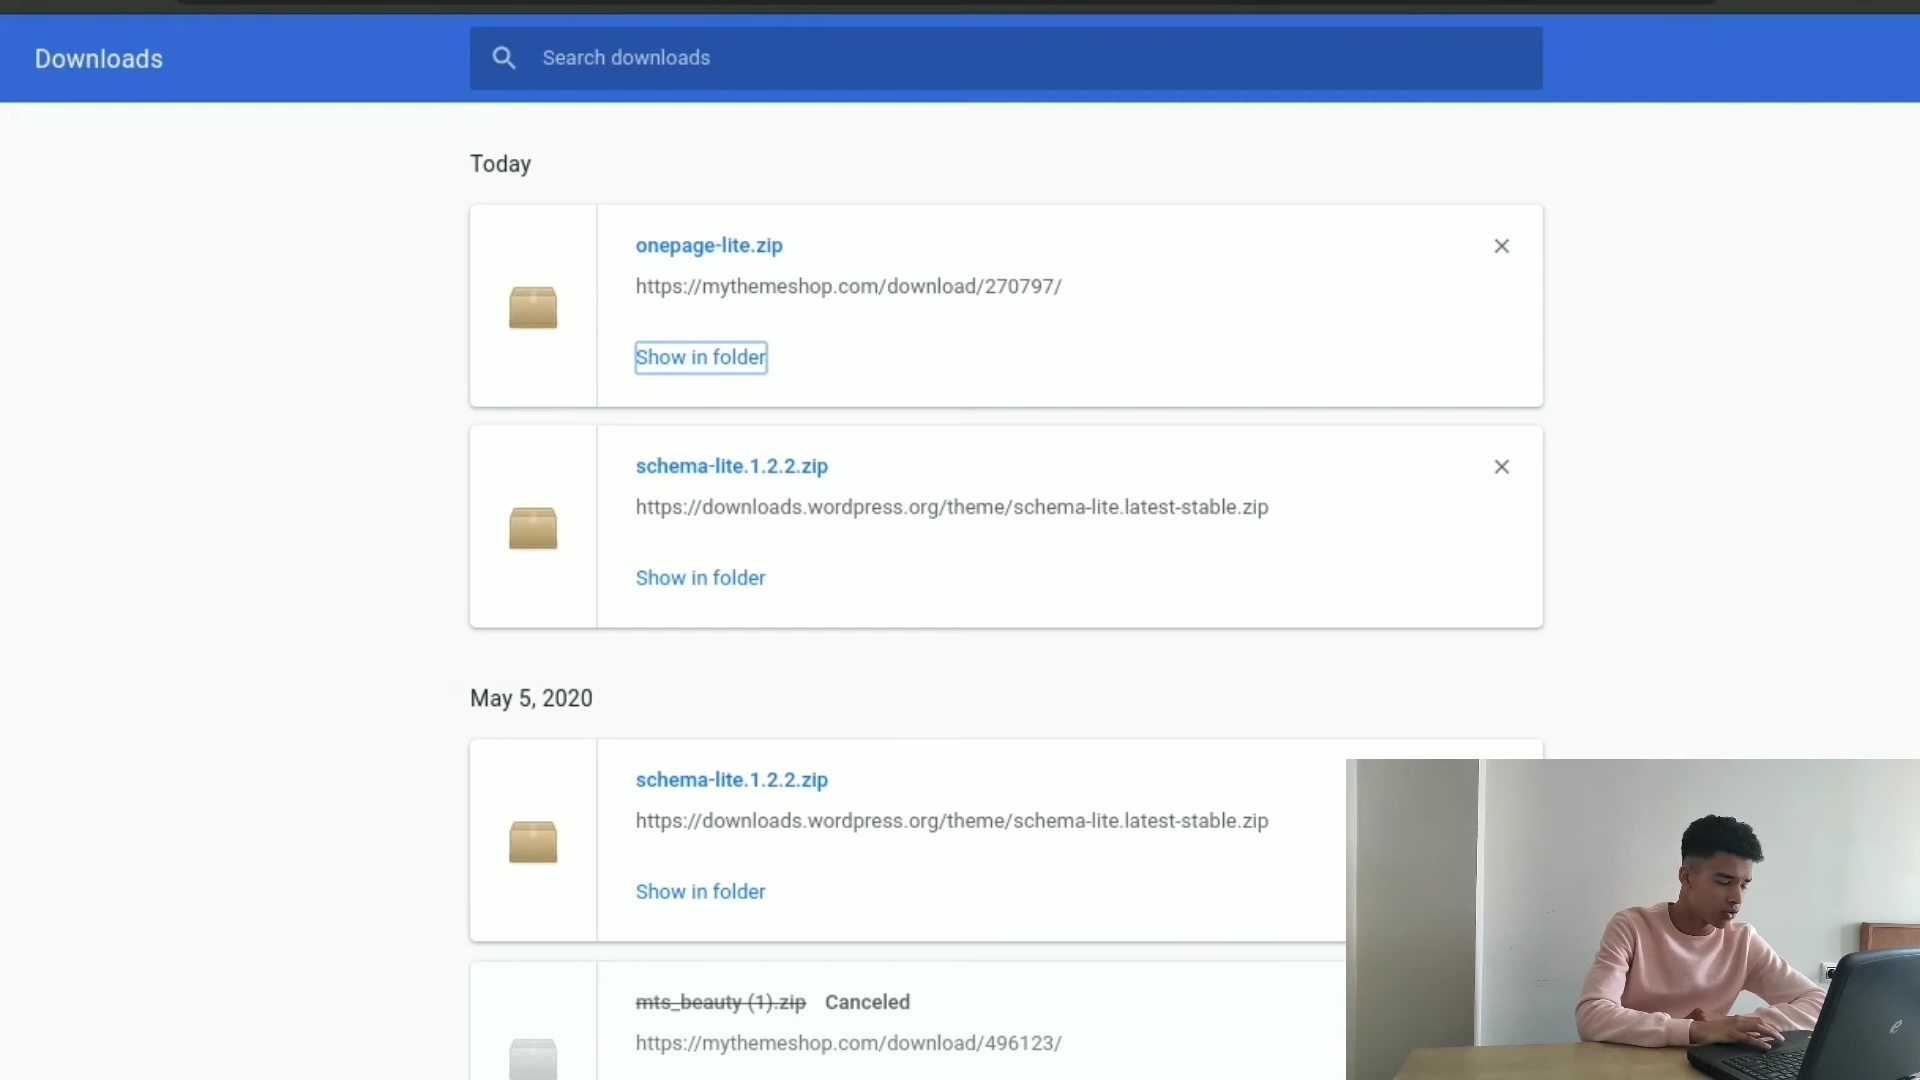 Downloads
Search downloads
Today
onepage-lite.zip
https://mythemeshop.com/download/270797/
Show in folder
schema-lite.1.2.2.zip
https://downloads.wordpress.org/theme/schema-lite.latest-stable.zip
Show in folder
May 5, 2020
schema-lite.1.2.2.zip
https://downloads.wordpress.org/theme/schema-lite.latest-stable.zip
Show in folder
mts_beauty (1).zip Canceled
https://mythemeshop.com/download/496123/